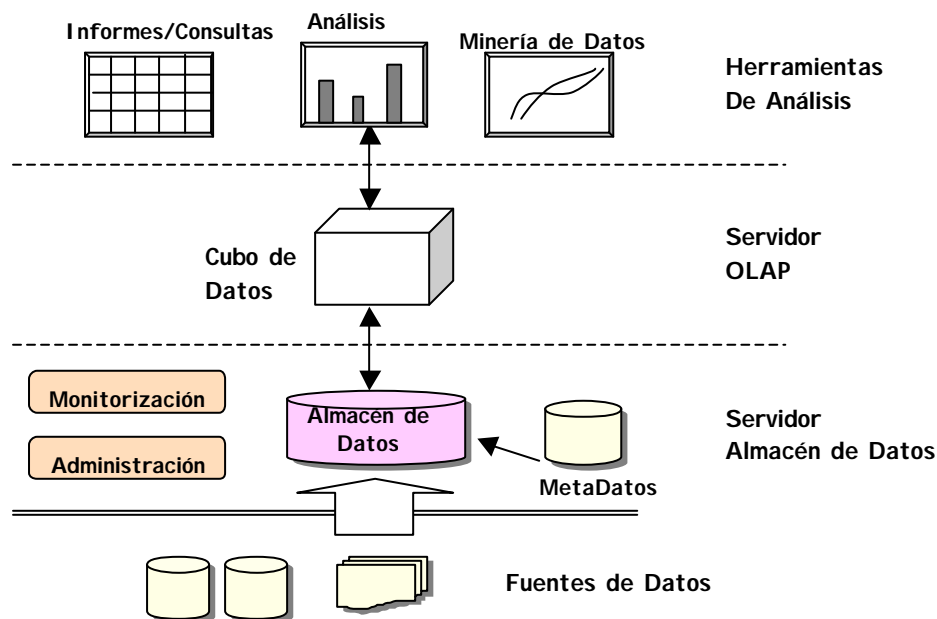 Informes/Consultas
Análisis
Minería de Datos
Herramientas
De Análisis
Cubo de
Datos
Servidor
OLAP
Monitorización
Administración
Almacén de
Datos
MetaDatos
Servidor
Almacén de Datos
Fuentes de Datos